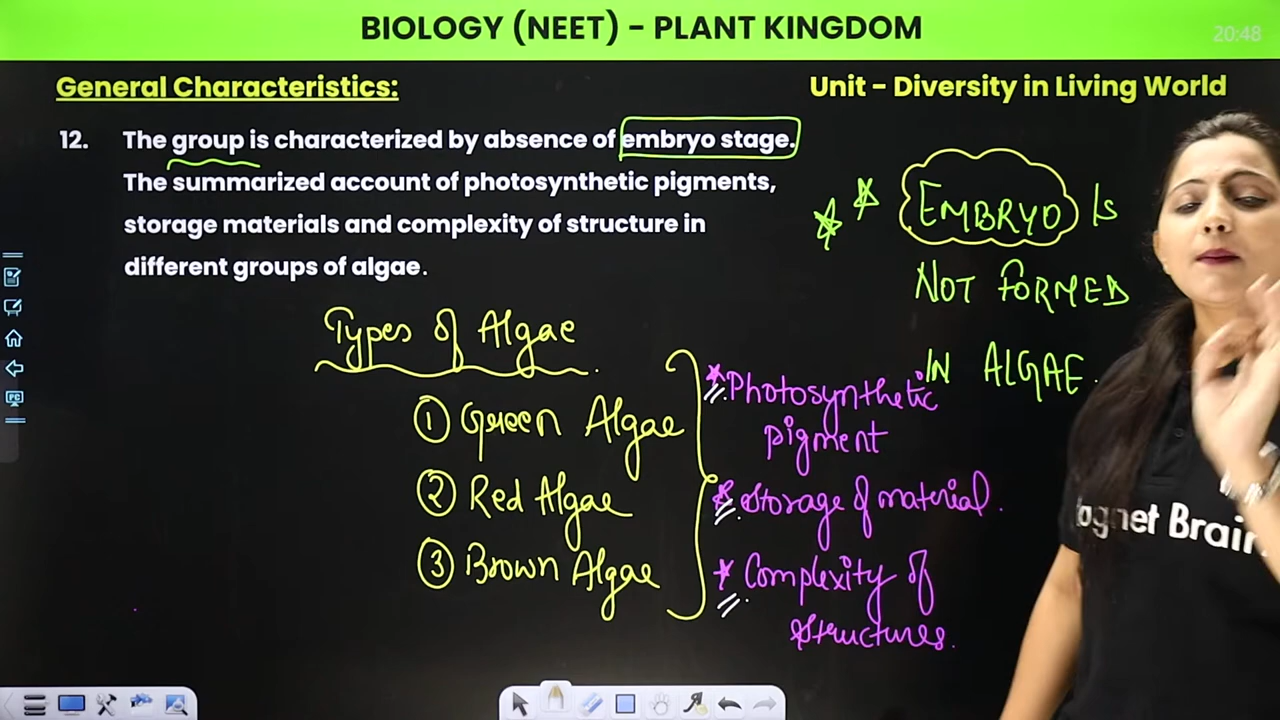 BIOLOGY (NEET) - PLANT KINGDOM
20:48
General Characteristics:
Unit - Diversity in Living World
12. The group is characterized by absence of embryo stage.
The summarized account of photosynthetic pigments,
storage materials and complexity of structure in
different groups of algae.
EMBRYO Is
NOT FORMED
IN ALGAE.
Types of Algae
① Green Algae
② Red Algae
③ Brown Algae
Photosynthetic
pigment
Storage of material.
Complexity of
structures.
agnet Brain
PC